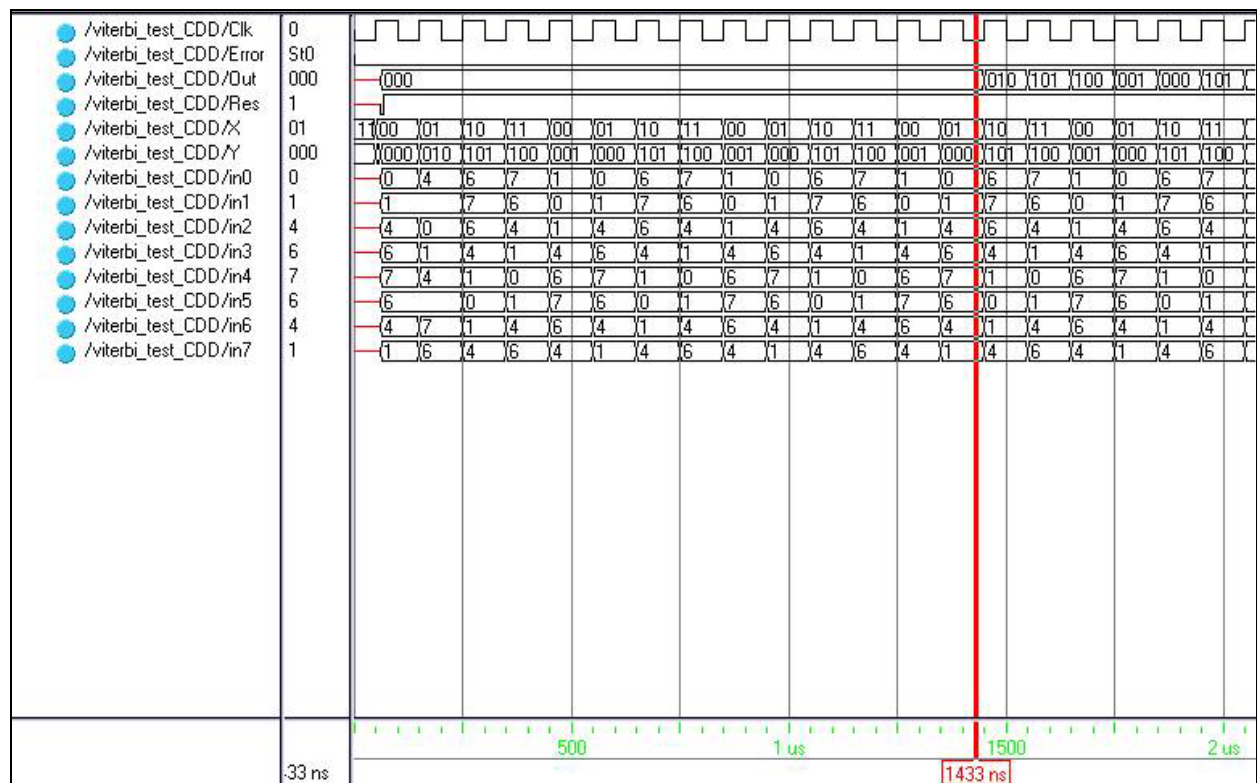 /viterbi_test_CDD/Clk 0
/viterbi_test_CDD/Error St0
/viterbi_test_CDD/Out 000 000 010 101 100 001 000 101
/viterbi_test_CDD/Res 1
/viterbi_test_CDD/X 01 11 00 01 10 11 00 01 10 11 00 01 10 11 00 01 10 11 00 01 10 11
/viterbi_test_CDD/Y 000 000 010 101 100 001 000 101 100 001 000 101 100 001 000 101 100 001 000 101 100
/viterbi_test_CDD/in0 0 0 4 6 7 1 0 6 7 1 0 6 7 1 0 6 7 1 0 6 7
/viterbi_test_CDD/in1 1 1 7 6 0 1 7 6 0 1 7 6 0 1 7 6 0 1 7 6
/viterbi_test_CDD/in2 4 4 0 6 4 1 4 6 4 1 4 6 4 1 4 6 4 1 4 6 4
/viterbi_test_CDD/in3 6 6 1 4 1 4 6 4 1 4 6 4 1 4 6 4 1 4 6 4 1
/viterbi_test_CDD/in4 7 7 4 1 0 6 7 1 0 6 7 1 0 6 7 1 0 6 7 1 0
/viterbi_test_CDD/in5 6 6 0 1 7 6 0 1 7 6 0 1 7 6 0 1 7 6 0 1
/viterbi_test_CDD/in6 4 4 7 1 4 6 4 1 4 6 4 1 4 6 4 1 4 6 4 1 4
/viterbi_test_CDD/in7 1 1 6 4 6 4 1 4 6 4 1 4 6 4 1 4 6 4 1 4 6
500 1 us 1500 2 us
-33 ns 1433 ns